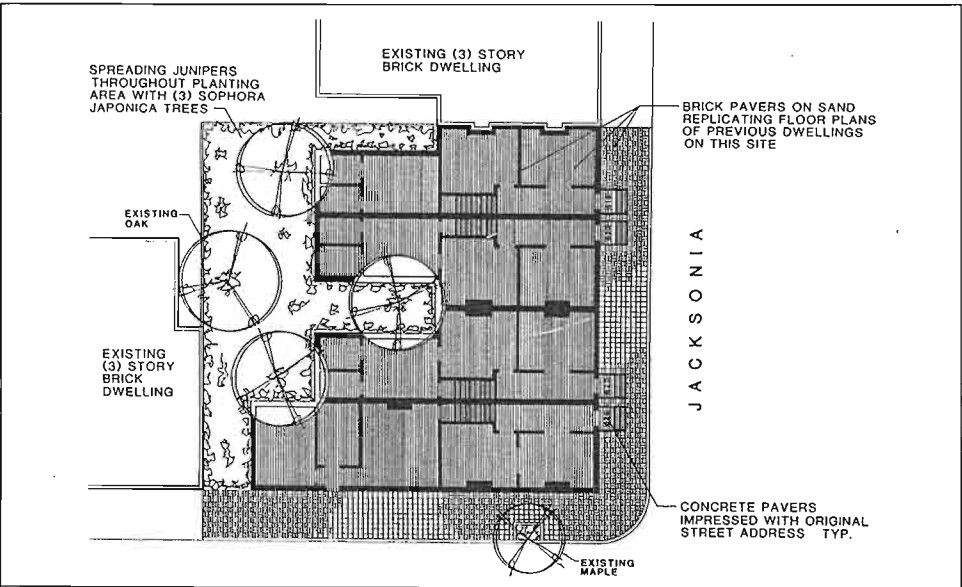 EXISTING (3) STORY
BRICK DWELLING
SPREADING JUNIPERS
THROUGHOUT PLANTING
AREA WITH (3) SOPHORA
JAPONICA TREES
BRICK PAVERS ON SAND
REPLICATING FLOOR PLANS
OF PREVIOUS DWELLINGS
ON THIS SITE
EXISTING
OAK
JACKSONIA
EXISTING
(3) STORY
BRICK
DWELLING
CONCRETE PAVERS
IMPRESSED WITH ORIGINAL
STREET ADDRESS TYP.
EXISTING
MAPLE